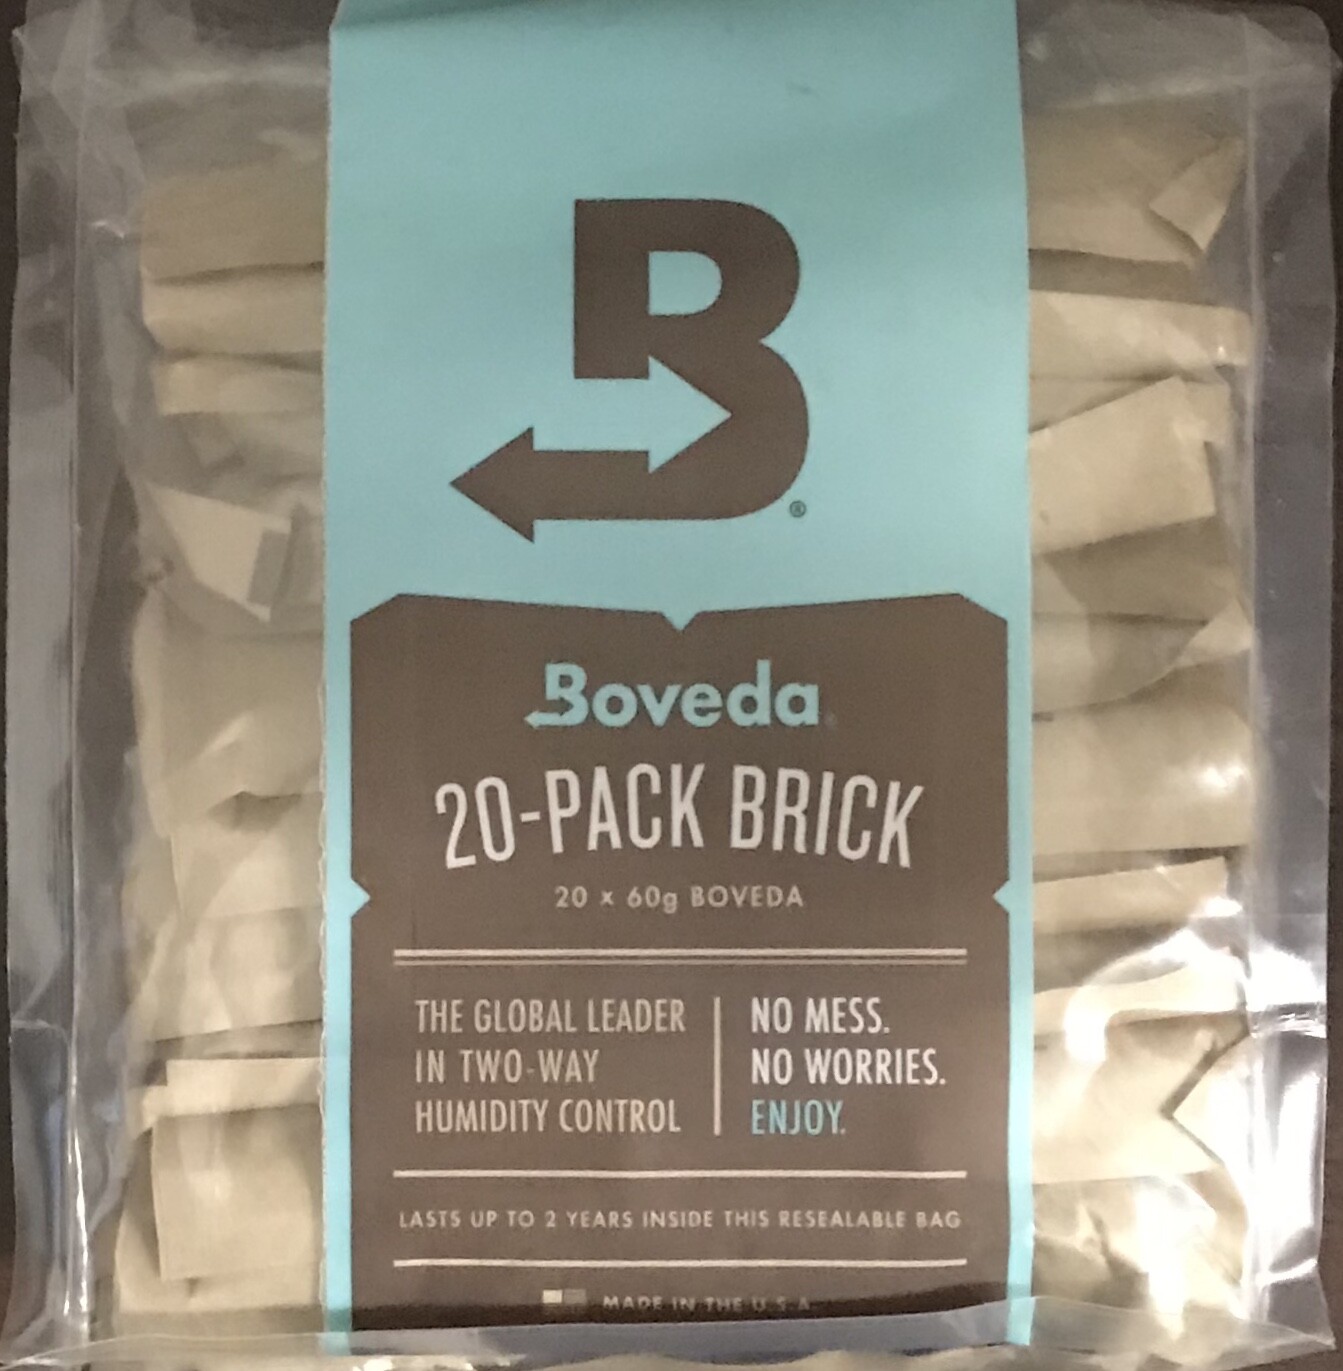 B®
Boveda
20-PACK BRICK
20 x 60g BOVEDA
THE GLOBAL LEADER
IN TWO-WAY
HUMIDITY CONTROL
NO MESS.
NO WORRIES.
ENJOY.
LASTS UP TO 2 YEARS INSIDE THIS RESEALABLE BAG
MADE IN THE U.S.A.